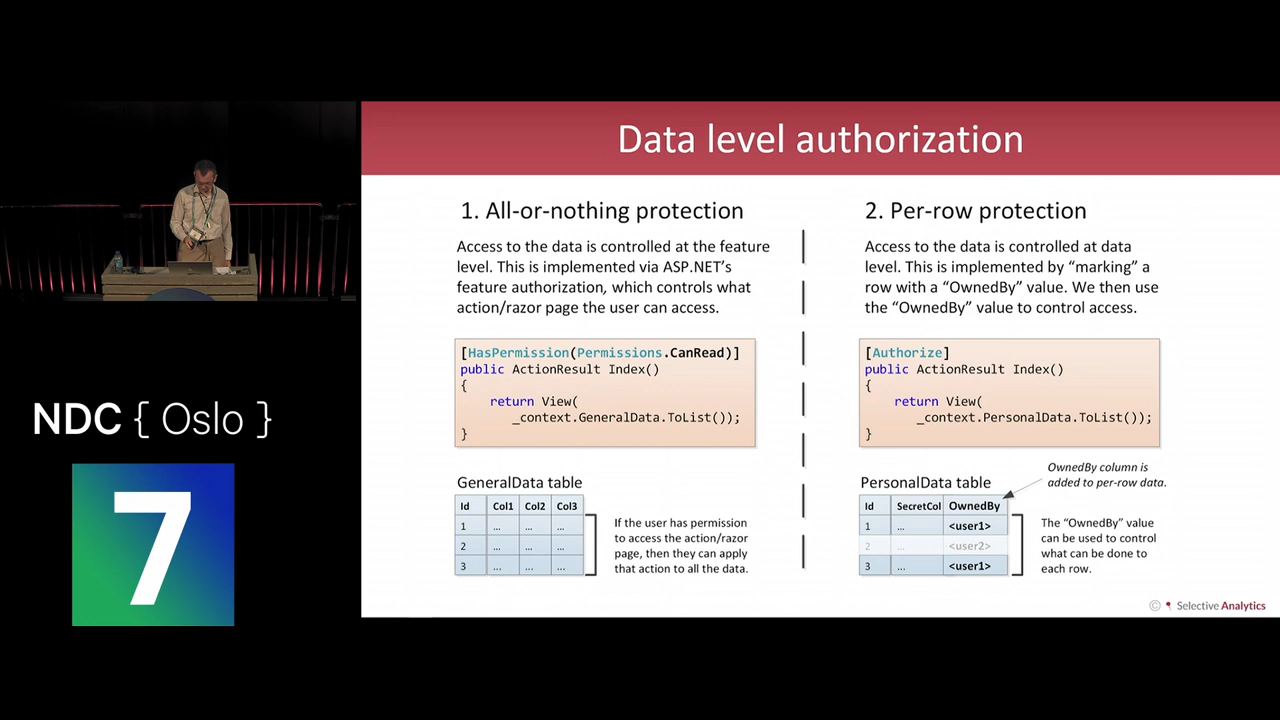 Data level authorization
1. All-or-nothing protection
Access to the data is controlled at the feature
level. This is implemented via ASP.NET's
feature authorization, which controls what
action/razor page the user can access.
[HasPermission(Permissions.CanRead)]
public ActionResult Index()
{
return View(
_context.GeneralData.ToList());
}
GeneralData table
Id Col1 Col2 Col3
1 ... ... ...
2 ... ... ...
3 ... ... ...
If the user has permission
to access the action/razor
page, then they can apply
that action to all the data.
2. Per-row protection
Access to the data is controlled at data
level. This is implemented by “marking” a
row with a “OwnedBy” value. We then use
the “OwnedBy” value to control access.
[Authorize]
public ActionResult Index()
{
return View(
_context.PersonalData.ToList());
}
OwnedBy column is
added to per-row data.
PersonalData table
Id SecretCol OwnedBy
1 ... <user1>
2 ... <user2>
3 ... <user1>
The “OwnedBy” value
can be used to control
what can be done to
each row.
© Selective Analytics
NDC { Oslo }
7